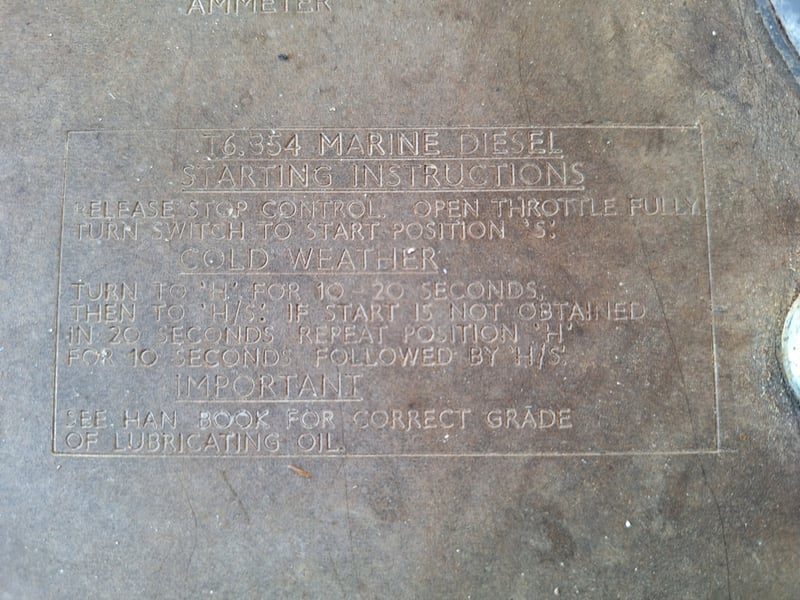 AMMETER
T6.354 MARINE DIESEL
STARTING INSTRUCTIONS
RELEASE STOP CONTROL. OPEN THROTTLE FULLY
TURN SWITCH TO START POSITION 'S'.
COLD WEATHER
TURN TO 'H' FOR 10-20 SECONDS,
THEN TO 'H/S'. IF START IS NOT OBTAINED
IN 20 SECONDS REPEAT POSITION 'H'
FOR 10 SECONDS FOLLOWED BY 'H/S'.
IMPORTANT
SEE HAN BOOK FOR CORRECT GRADE
OF LUBRICATING OIL.